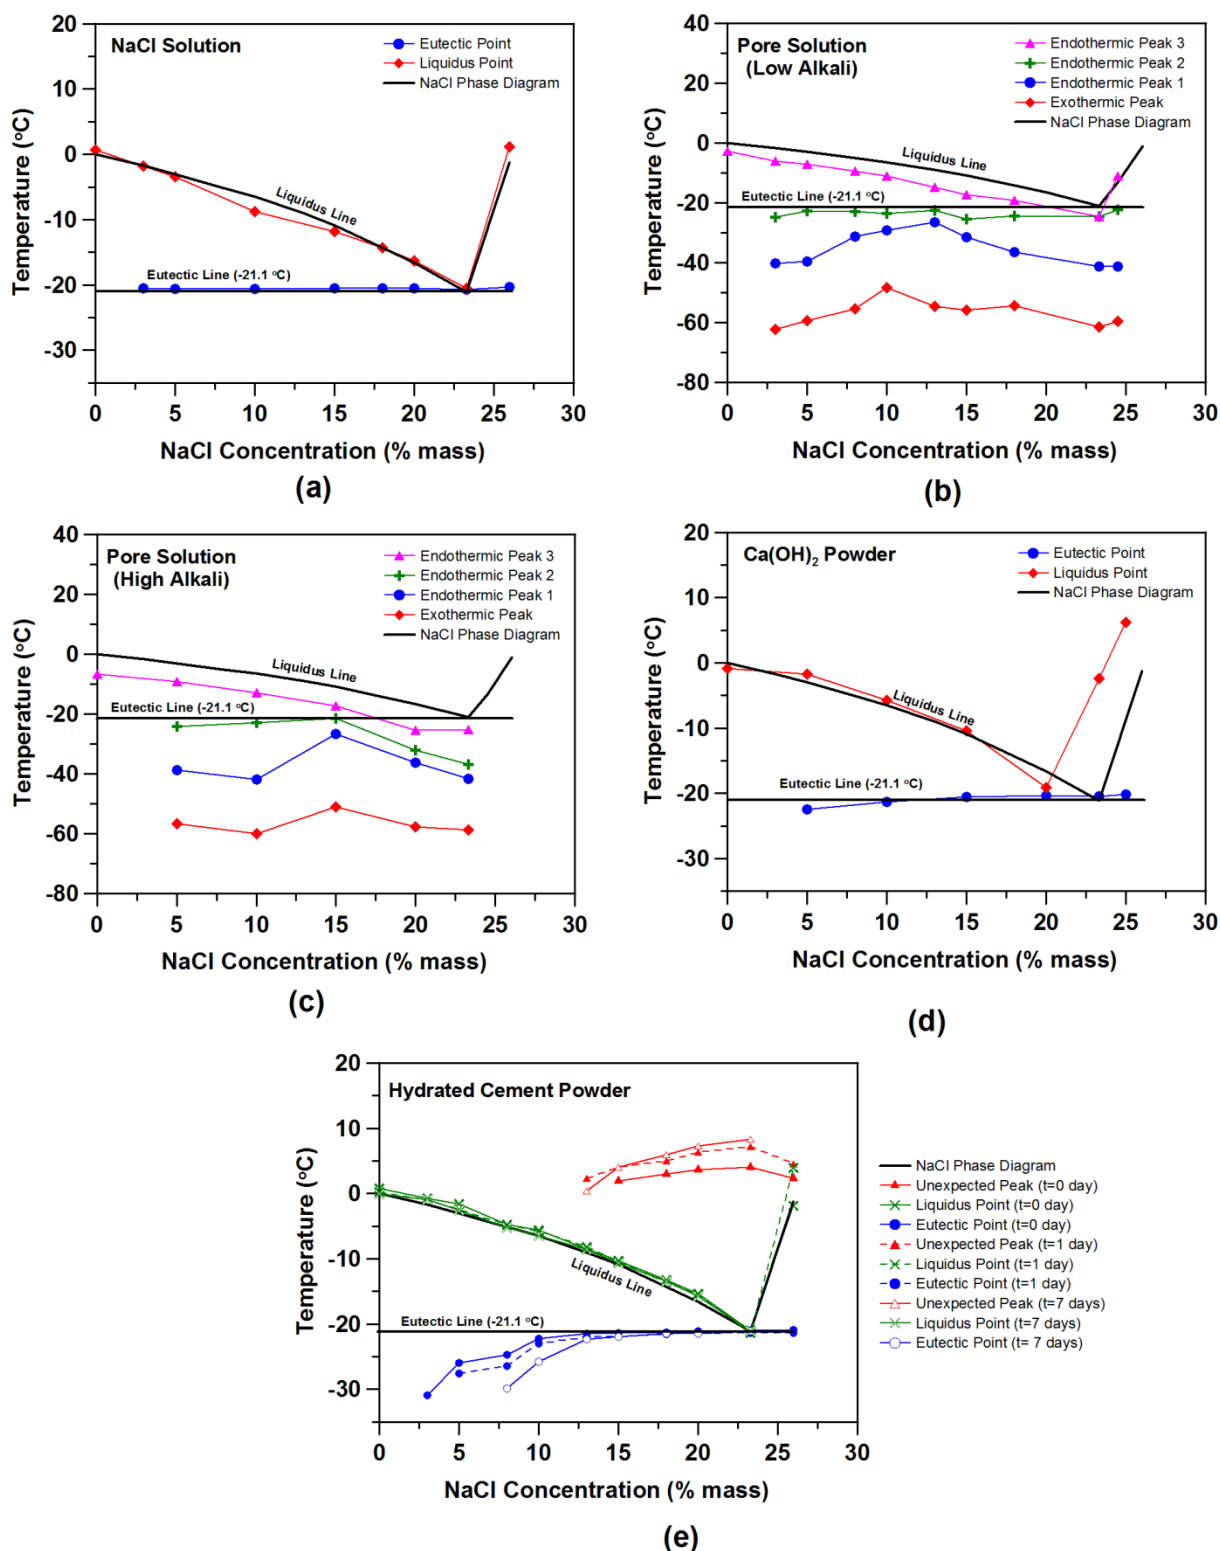 NaCl Solution
Eutectic Point
Liquidus Point
NaCl Phase Diagram
Liquidus Line
Eutectic Line (-21.1 °C)
20
10
0
-10
-20
-30
Temperature (°C)
0 5 10 15 20 25 30
NaCl Concentration (% mass)
(a)
Pore Solution
(Low Alkali)
Endothermic Peak 3
Endothermic Peak 2
Endothermic Peak 1
Exothermic Peak
NaCl Phase Diagram
Liquidus Line
Eutectic Line (-21.1 °C)
40
20
0
-20
-40
-60
-80
Temperature (°C)
0 5 10 15 20 25 30
NaCl Concentration (% mass)
(b)
Pore Solution
(High Alkali)
Endothermic Peak 3
Endothermic Peak 2
Endothermic Peak 1
Exothermic Peak
NaCl Phase Diagram
Liquidus Line
Eutectic Line (-21.1 °C)
40
20
0
-20
-40
-60
-80
Temperature (°C)
0 5 10 15 20 25 30
NaCl Concentration (% mass)
(c)
Ca(OH)2 Powder
Eutectic Point
Liquidus Point
NaCl Phase Diagram
Liquidus Line
Eutectic Line (-21.1 °C)
20
10
0
-10
-20
-30
Temperature (°C)
0 5 10 15 20 25 30
NaCl Concentration (% mass)
(d)
Hydrated Cement Powder
Liquidus Line
Eutectic Line (-21.1 °C)
20
10
0
-10
-20
-30
Temperature (°C)
0 5 10 15 20 25 30
NaCl Concentration (% mass)
NaCl Phase Diagram
Unexpected Peak (t=0 day)
Liquidus Point (t=0 day)
Eutectic Point (t=0 day)
Unexpected Peak (t=1 day)
Liquidus Point (t=1 day)
Eutectic Point (t=1 day)
Unexpected Peak (t=7 days)
Liquidus Point (t=7 days)
Eutectic Point (t= 7 days)
(e)